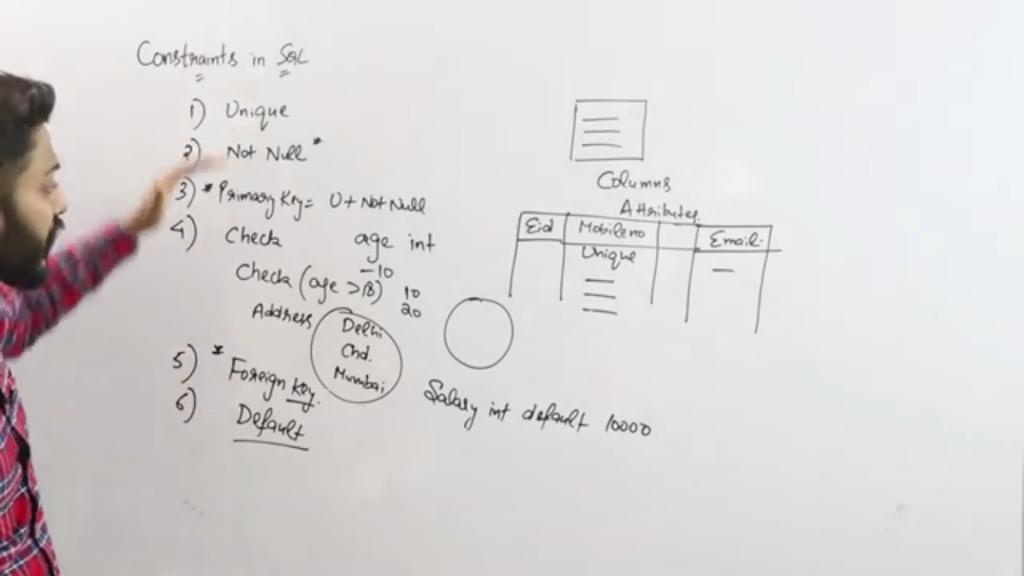 Constraints in SQL
1) Unique
2) Not Null *
3) * Primary Key = U + Not Null
4) Check age int
-10
Check (age > 18) 10
20
Address Delhi
Chd.
Mumbai
5) * Foreign key.
6) Default
Salary int default 10000
Columns
Attributes
Eid Mobileno Email.
Unique